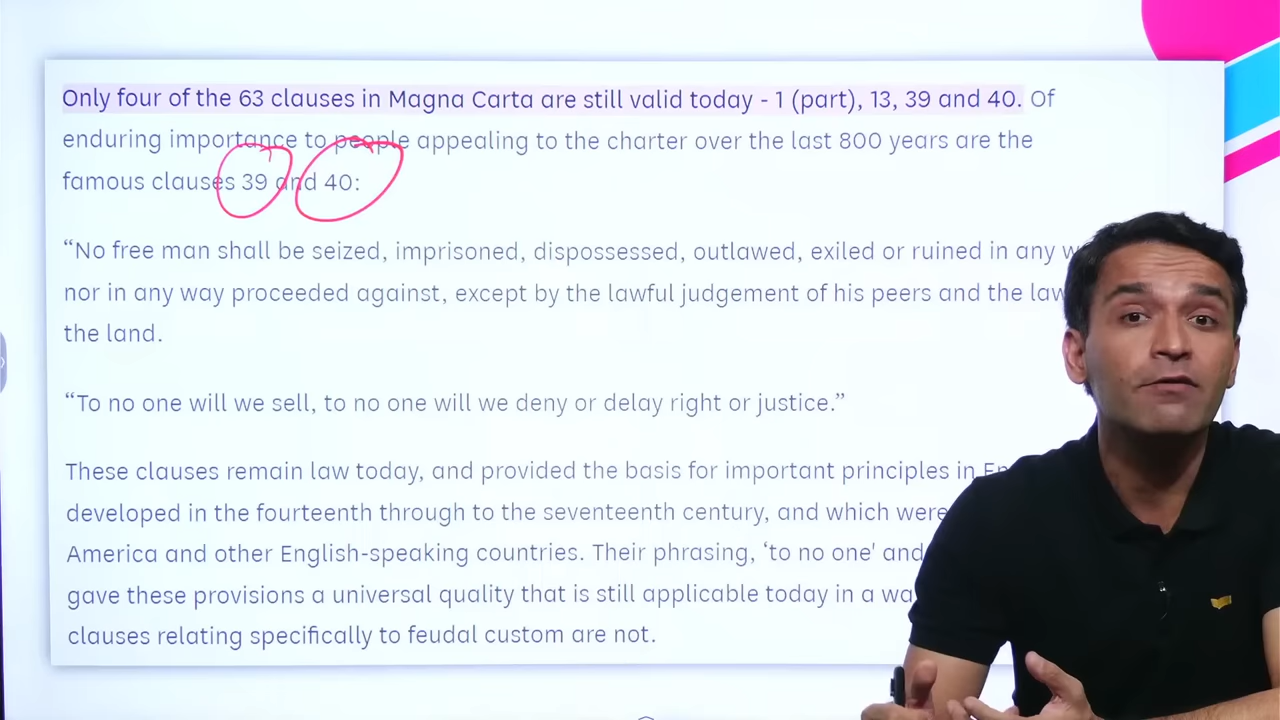 Only four of the 63 clauses in Magna Carta are still valid today - 1 (part), 13, 39 and 40. Of
enduring importance to people appealing to the charter over the last 800 years are the
famous clauses 39 and 40:
“No free man shall be seized, imprisoned, dispossessed, outlawed, exiled or ruined in any
nor in any way proceeded against, except by the lawful judgement of his peers and the law
the land.
“To no one will we sell, to no one will we deny or delay right or justice.”
These clauses remain law today, and provided the basis for important principles in
developed in the fourteenth through to the seventeenth century, and which were
America and other English-speaking countries. Their phrasing, ‘to no one' and
gave these provisions a universal quality that is still applicable today in a
clauses relating specifically to feudal custom are not.